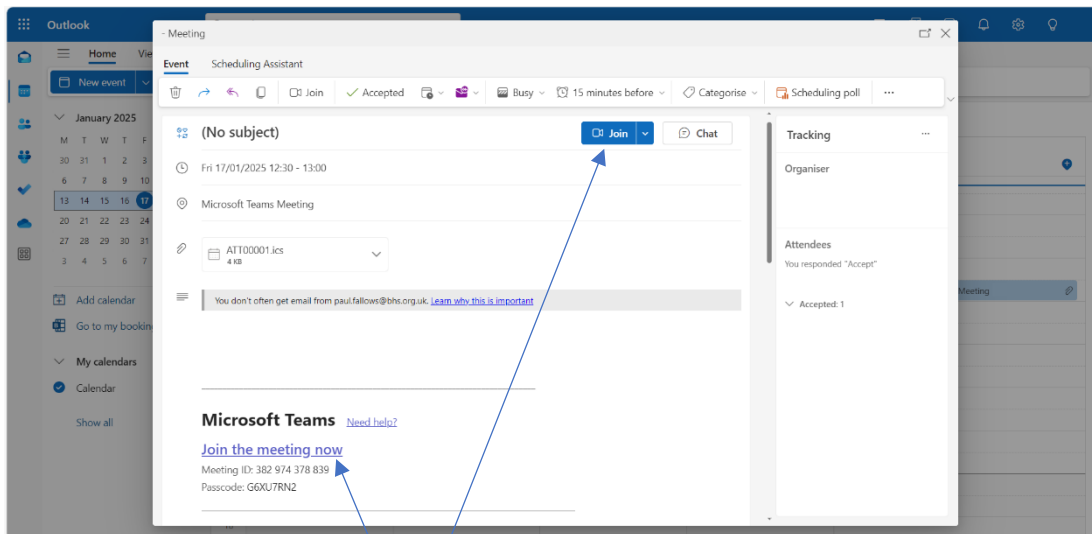 Outlook
- Meeting
Home Vie
Event Scheduling Assistant
New event
Join Accepted Busy 15 minutes before Categorise Scheduling poll ...
January 2025
M T W T F
30 31 1 2 3
6 7 8 9 10
13 14 15 16 17
20 21 22 23 24
27 28 29 30 31
3 4 5 6 7
Add calendar
Go to my bookin
My calendars
Calendar
Show all
(No subject)
Join
Chat
Fri 17/01/2025 12:30 - 13:00
Microsoft Teams Meeting
ATT00001.ics
4 KB
You don't often get email from paul.fallows@bhs.org.uk. Learn why this is important
Microsoft Teams Need help?
Join the meeting now
Meeting ID: 382 974 378 839
Passcode: G6XU7RN2
Tracking ...
Organiser
Attendees
You responded "Accept"
Accepted: 1
Meeting